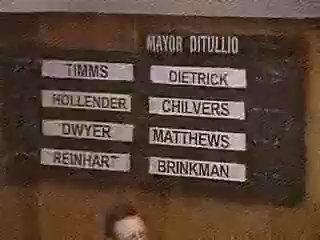 MAYOR DITULLIO
TIMMS
DIETRICK
HOLLENDER
CHILVERS
DWYER
MATTHEWS
REINHART
BRINKMAN